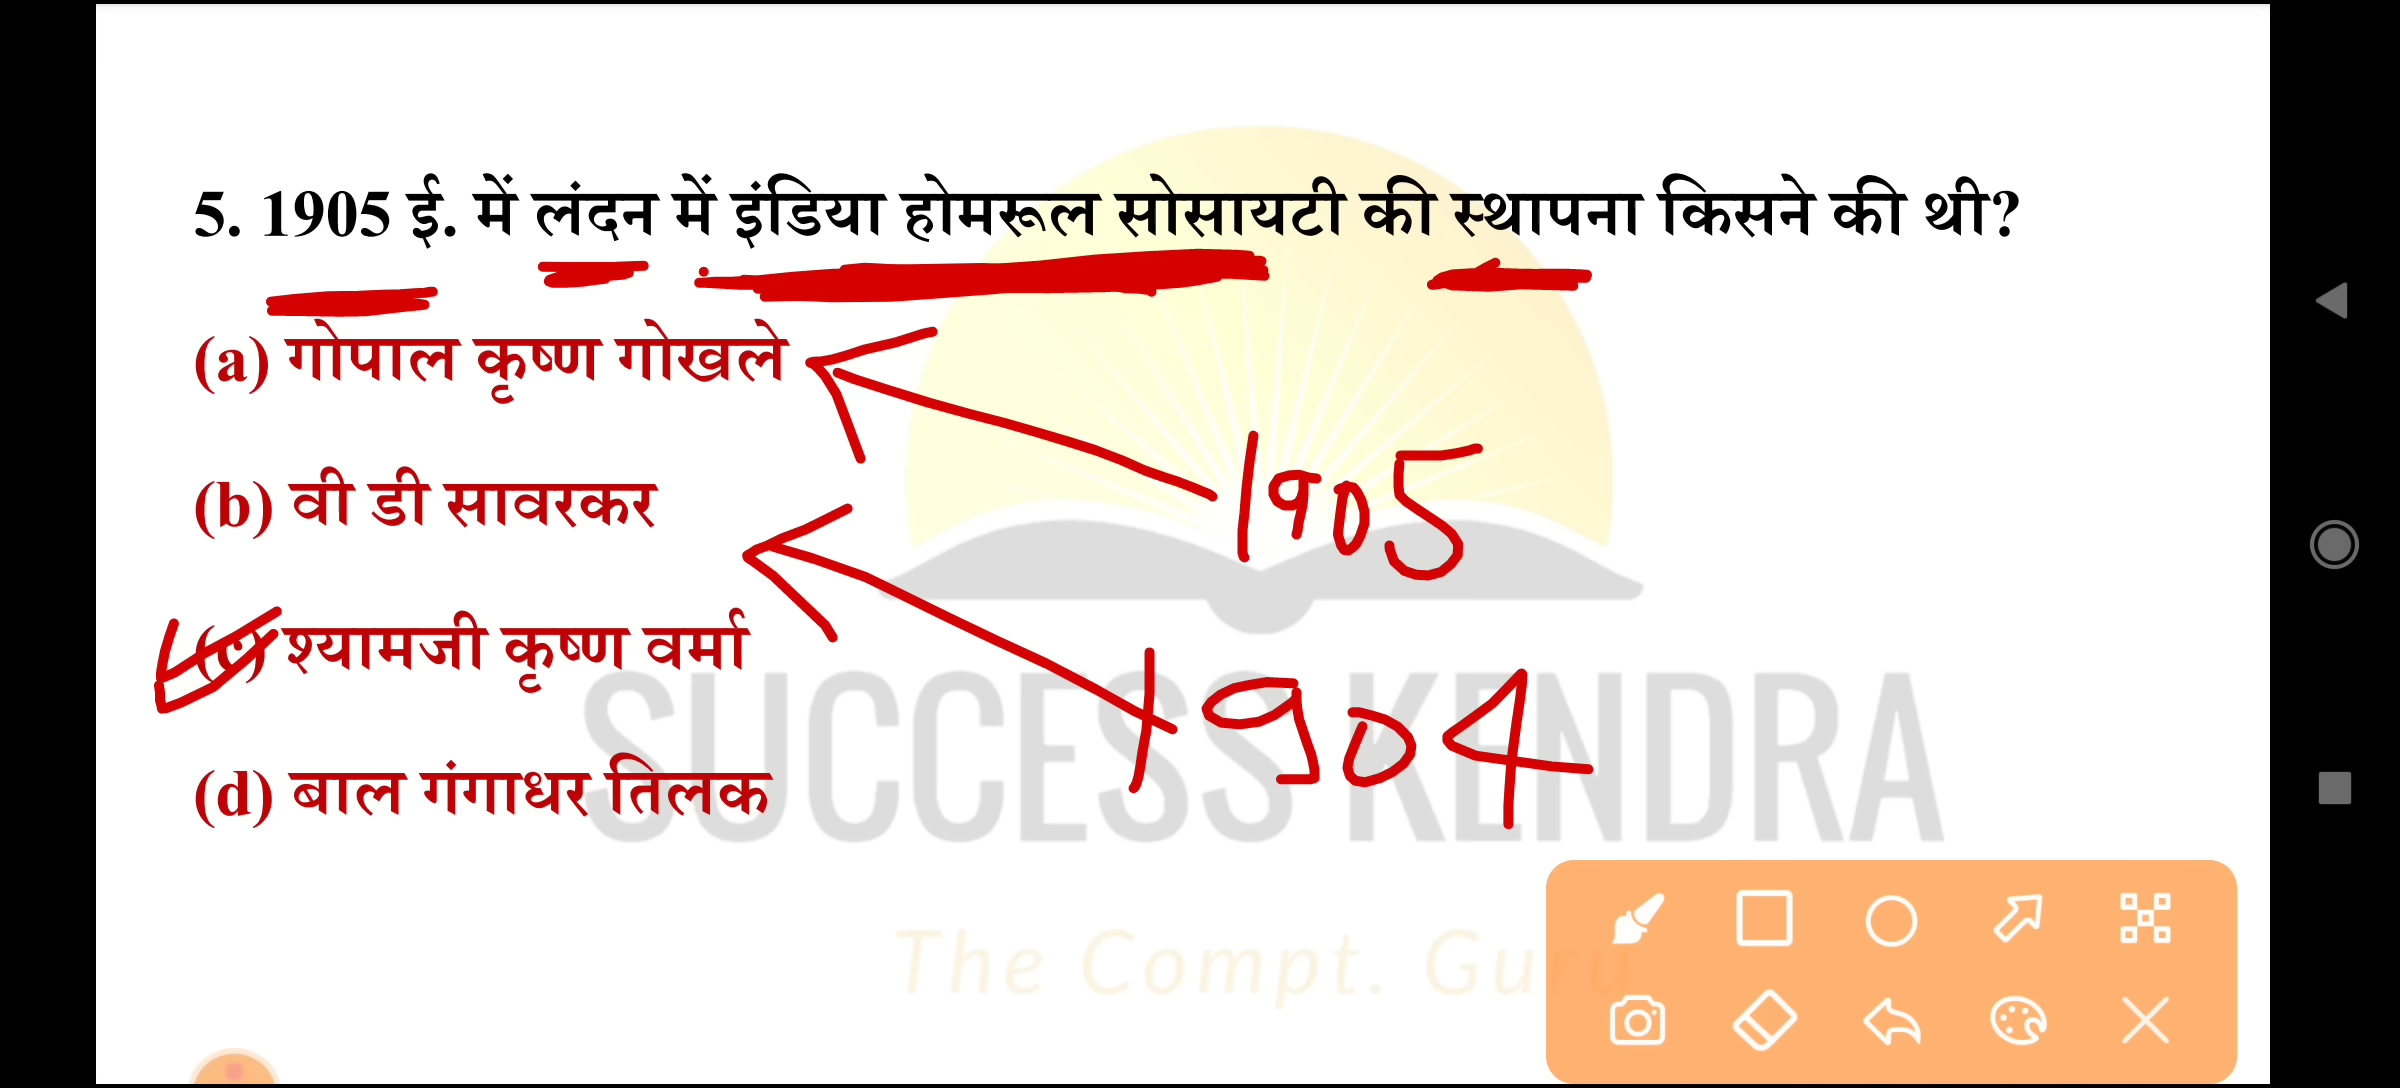 5. 1905 ई. में लंदन में इंडिया होमरूल सोसायटी की स्थापना किसने की थी?
(a) गोपाल कृष्ण गोखले
1905
(b) वी डी सावरकर
(c) श्यामजी कृष्ण वर्मा
1904
(d) बाल गंगाधर तिलक
SUCCESS KENDRA
The Compt. Guru